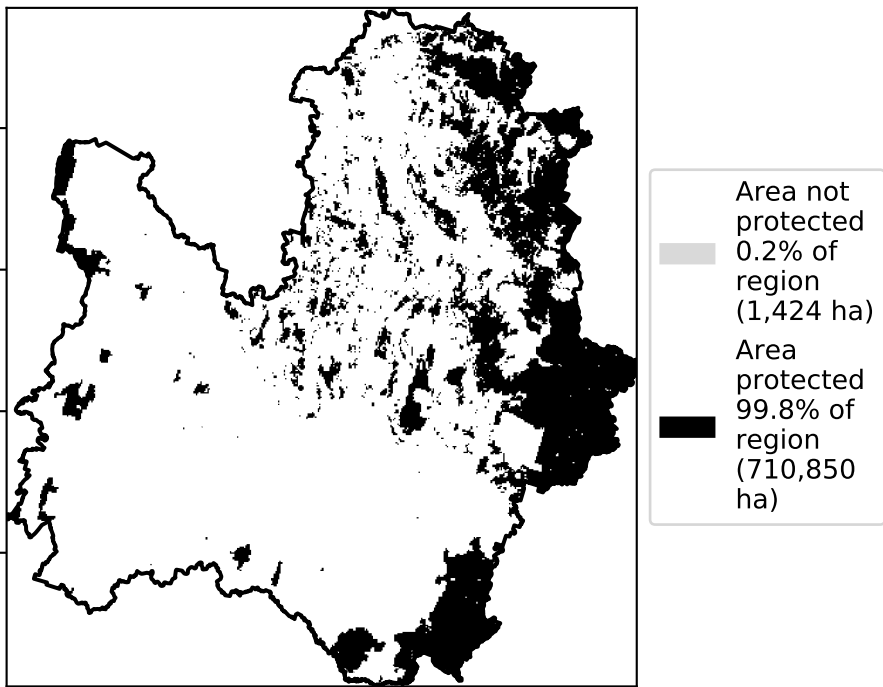 Area not
protected
0.2% of
region
(1,424 ha)
Area
protected
99.8% of
region
(710,850
ha)